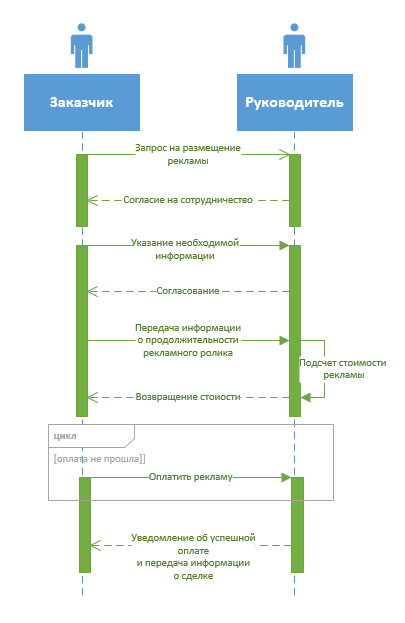 Заказчик
Руководитель
Запрос на размещение
рекламы
Согласие на сотрудничество
Указание необходимой
информации
Согласование
Передача информации
о продолжительности
рекламного ролика
Подсчет стоимости
рекламы
Возвращение стоиости
цикл
[оплата не прошла]]
Оплатить рекламу
Уведомление об успешной
оплате
и передача информации
о сделке